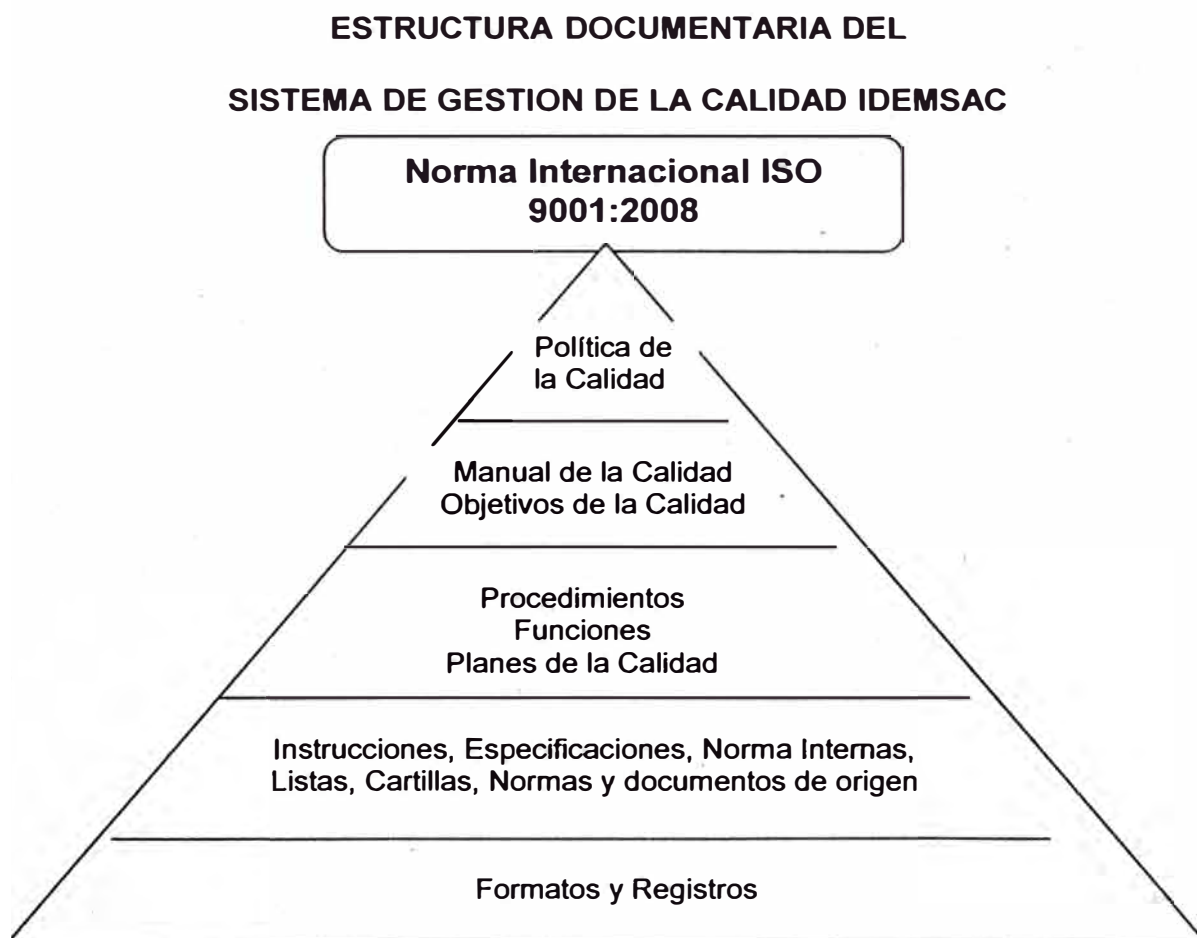 ESTRUCTURA DOCUMENTARIA DEL
SISTEMA DE GESTION DE LA CALIDAD IDEMSAC
Norma Internacional ISO
9001:2008
Política de
la Calidad
Manual de la Calidad
Objetivos de la Calidad
Procedimientos
Funciones
Planes de la Calidad
Instrucciones, Especificaciones, Norma Internas,
Listas, Cartillas, Normas y documentos de origen
Formatos y Registros